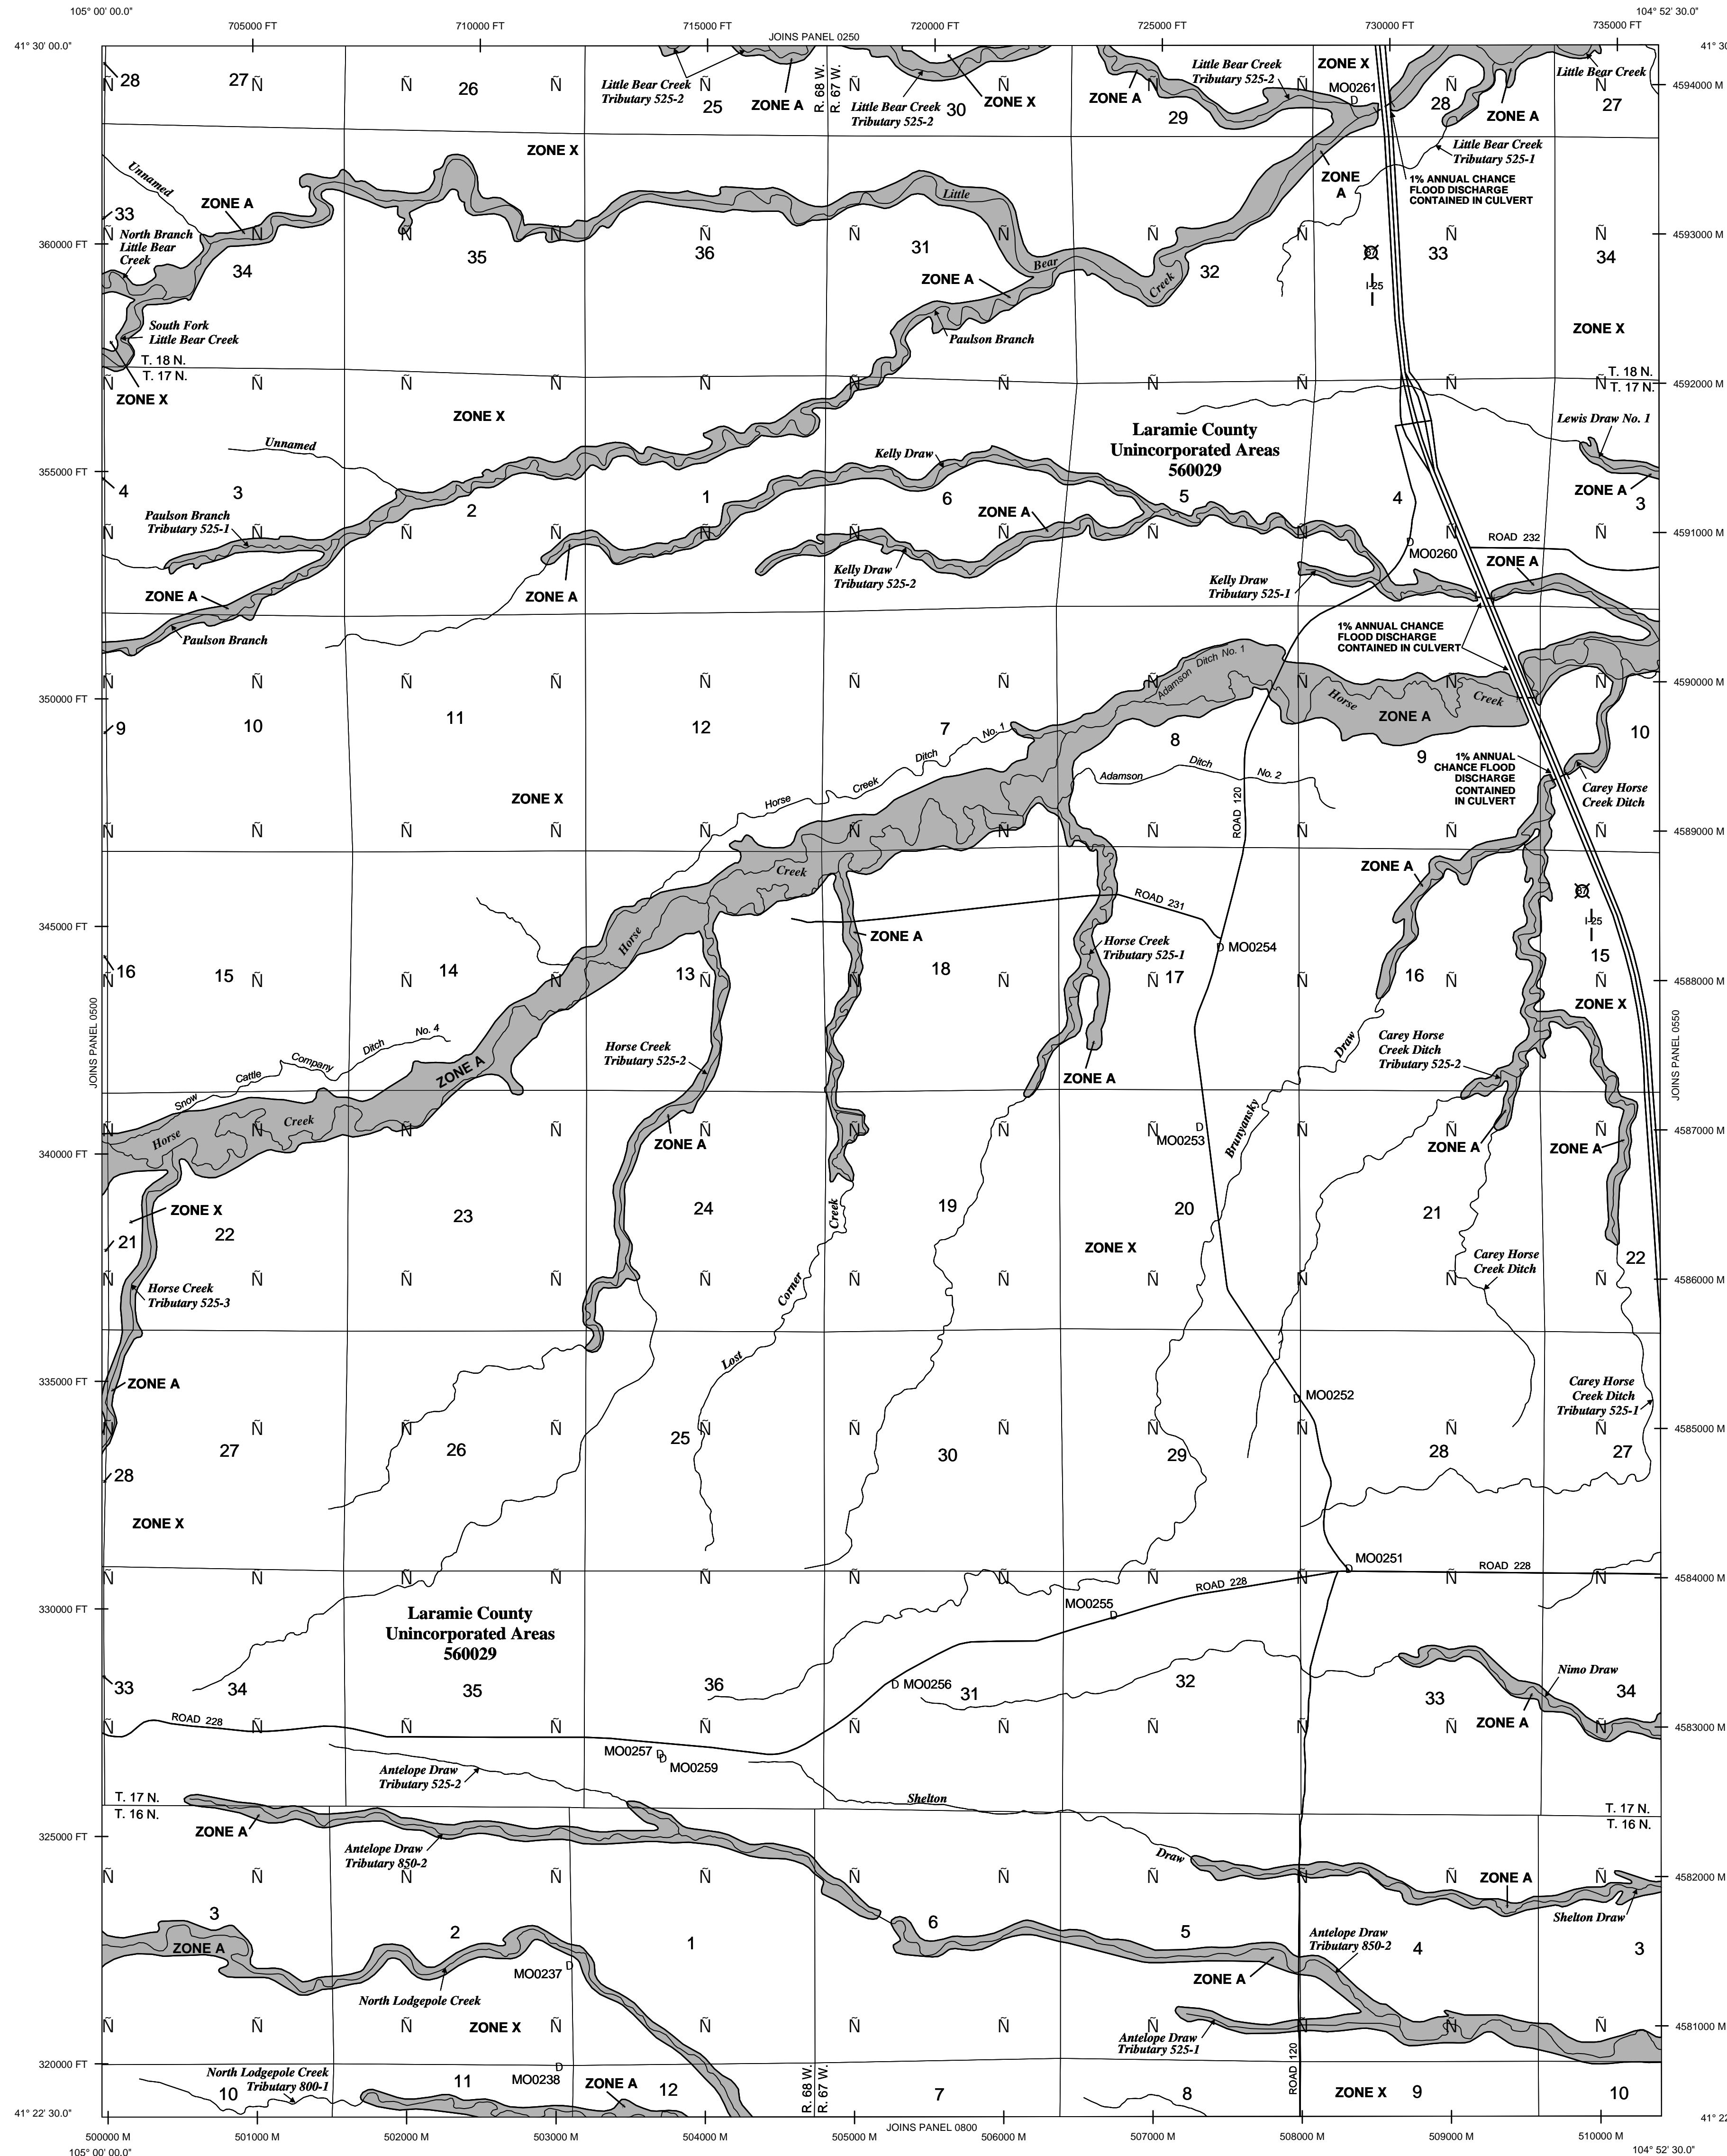 105° 00' 00.0"
104° 52' 30.0"
705000 FT
710000 FT
715000 FT
720000 FT
725000 FT
730000 FT
735000 FT
JOINS PANEL 0250
41° 30' 00.0"
41° 30
28
27
26
Little Bear Creek
Tributary 525-2
25
ZONE A
R. 68 W.
R. 67 W.
Little Bear Creek
Tributary 525-2
30
ZONE X
ZONE A
29
Little Bear Creek
Tributary 525-2
ZONE X
MO0261
28
ZONE A
Little Bear Creek
27
4594000 M
Little Bear Creek
Tributary 525-1
1% ANNUAL CHANCE
FLOOD DISCHARGE
CONTAINED IN CULVERT
ZONE X
Unnamed
ZONE A
33
North Branch
Little Bear
Creek
34
35
36
Little
31
Bear
Creek
ZONE A
32
ZONE
A
87
I-25
33
34
4593000 M
360000 FT
South Fork
Little Bear Creek
Paulson Branch
ZONE X
T. 18 N.
T. 17 N.
ZONE X
ZONE X
T. 18 N.
T. 17 N.
4592000 M
Unnamed
Laramie County
Unincorporated Areas
560029
Lewis Draw No. 1
355000 FT
4
3
Paulson Branch
Tributary 525-1
2
1
Kelly Draw
6
ZONE A
5
4
ZONE A
3
4591000 M
MO0260
ROAD 232
ZONE A
Kelly Draw
Tributary 525-2
Kelly Draw
Tributary 525-1
ZONE A
ZONE A
Paulson Branch
1% ANNUAL CHANCE
FLOOD DISCHARGE
CONTAINED IN CULVERT
Adamson Ditch No. 1
350000 FT
4590000 M
Horse
Creek
ZONE A
9
10
11
12
7
8
9
10
Horse Creek Ditch No. 1
Adamson Ditch No. 2
1% ANNUAL
CHANCE FLOOD
DISCHARGE
CONTAINED
IN CULVERT
Carey Horse
Creek Ditch
ZONE X
ROAD 120
4589000 M
Creek
ZONE A
87
I-25
ROAD 231
345000 FT
Horse
ZONE A
Horse Creek
Tributary 525-1
MO0254
16
15
14
13
18
17
16
15
4588000 M
JOINS PANEL 0500
JOINS PANEL 0550
ZONE X
Snow Cattle Company Ditch No. 4
Horse Creek
Tributary 525-2
Draw
Carey Horse
Creek Ditch
Tributary 525-2
ZONE A
ZONE A
Horse
Creek
ZONE A
MO0253
Brunyansky
ZONE A
ZONE A
4587000 M
340000 FT
ZONE X
21
22
23
24
Creek
19
20
21
22
ZONE X
Carey Horse
Creek Ditch
Horse Creek
Tributary 525-3
Corner
4586000 M
Lost
335000 FT
ZONE A
MO0252
Carey Horse
Creek Ditch
Tributary 525-1
28
27
26
25
30
29
28
27
4585000 M
ZONE X
MO0251
ROAD 228
ROAD 228
4584000 M
MO0255
330000 FT
Laramie County
Unincorporated Areas
560029
33
34
35
36
MO0256
31
32
33
Nimo Draw
34
ZONE A
ROAD 228
4583000 M
MO0257
MO0259
Antelope Draw
Tributary 525-2
Shelton
T. 17 N.
T. 16 N.
T. 17 N.
T. 16 N.
325000 FT
ZONE A
Antelope Draw
Tributary 850-2
Draw
ZONE A
4582000 M
Shelton Draw
3
2
1
6
5
4
3
ZONE A
Antelope Draw
Tributary 850-2
MO0237
ZONE A
North Lodgepole Creek
ZONE X
Antelope Draw
Tributary 525-1
4581000 M
320000 FT
North Lodgepole Creek
Tributary 800-1
10
11
MO0238
ZONE A
12
R. 68 W.
R. 67 W.
7
8
ROAD 120
ZONE X
9
10
41° 22' 30.0"
41° 22
JOINS PANEL 0800
500000 M
501000 M
502000 M
503000 M
504000 M
505000 M
506000 M
507000 M
508000 M
509000 M
510000 M
105° 00' 00.0"
104° 52' 30.0"